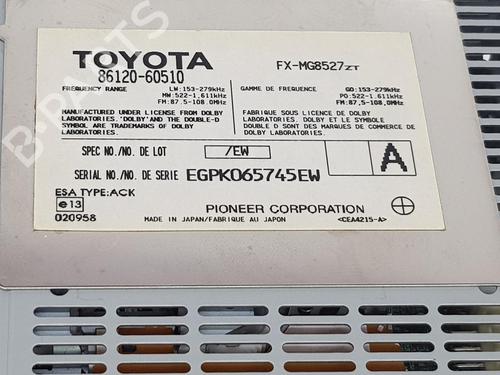 TOYOTA
86120-60510
FX-MG8527ZT
FREQUENCY RANGE
LW:153-279kHz
MW:522-1,611kHz
FM:87.5-108.0MHz
GAMME DE FREQUENCE
GO:153-279kHz
PO:522-1,611kHz
FM:87.5-108.0MHz
MANUFACTURED UNDER LICENSE FROM DOLBY
LABORATORIES. 'DOLBY' AND THE DOUBLE-D
SYMBOL ARE TRADEMARKS OF DOLBY
LABORATORIES.
FABRIQUE SOUS LICENCE DE DOLBY
LABORATORIES. DOLBY ET LE SYMBOLE
DOUBLE D SONT DES MARQUES DE COMMERCE
DE DOLBY LABORATORIES.
SPEC NO./NO. DE LOT
/EW
A
SERIAL NO./NO. DE SERIE
EGPK065745EW
ESA TYPE:ACK
e13
020958
PIONEER CORPORATION
MADE IN JAPAN/FABRIQUE AU JAPON
<CEA4215-A>